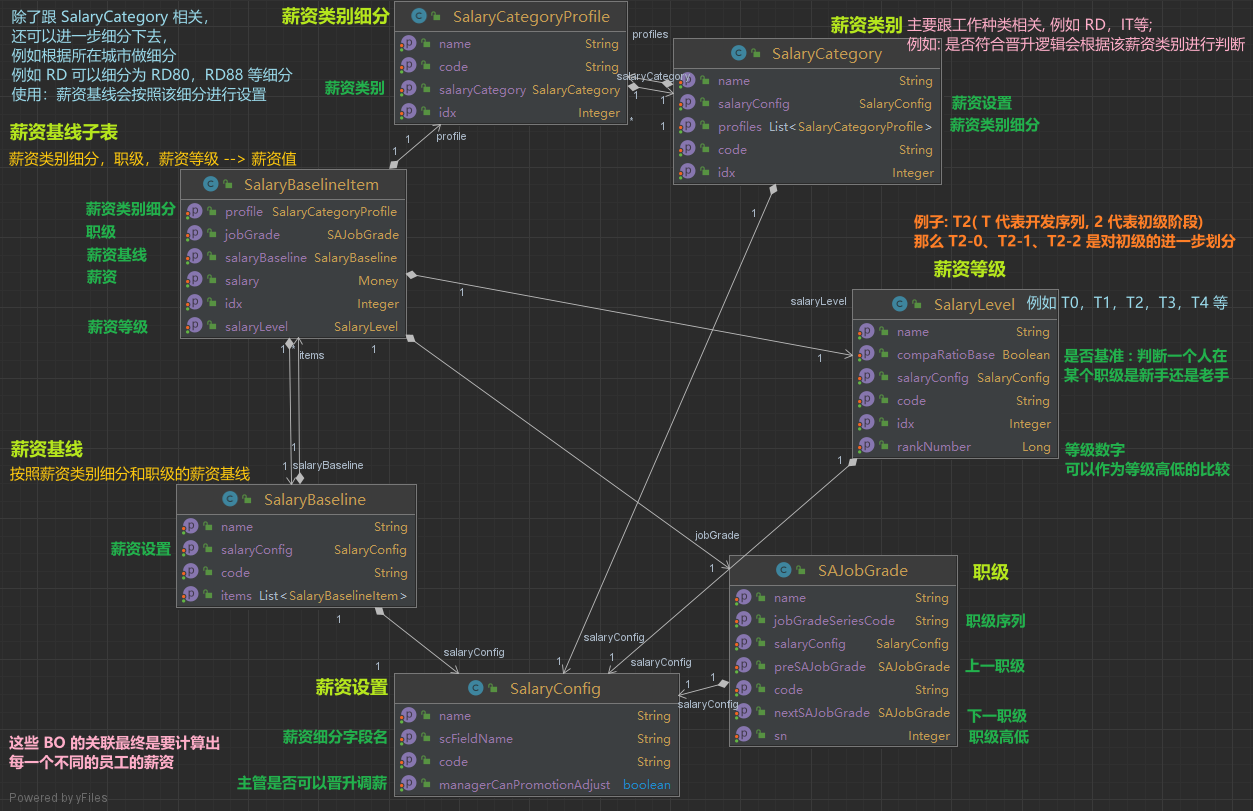 除了跟 SalaryCategory 相关，
还可以进一步细分下去，
例如根据所在城市做细分
例如 RD 可以细分为 RD80，RD88 等细分
使用：薪资基线会按照该细分进行设置
薪资类别细分
SalaryCategoryProfile
name String
code String
薪资类别 salaryCategory SalaryCategory
idx Integer
profiles
salaryCategory
1
1
*
1
薪资类别 主要跟工作种类相关, 例如 RD，IT等;
例如: 是否符合晋升逻辑会根据该薪资类别进行判断
SalaryCategory
name String
salaryConfig SalaryConfig 薪资设置
profiles List<SalaryCategoryProfile> 薪资类别细分
code String
idx Integer
1
薪资基线子表
薪资类别细分，职级，薪资等级 --> 薪资值
1
1
profile
SalaryBaselineItem
薪资类别细分 profile SalaryCategoryProfile
职级 jobGrade SAJobGrade
薪资基线 salaryBaseline SalaryBaseline
薪资 salary Money
idx Integer
薪资等级 salaryLevel SalaryLevel
1
1
*
items
1
例子: T2( T 代表开发序列, 2 代表初级阶段)
那么 T2-0、T2-1、T2-2 是对初级的进一步划分
薪资等级
salaryLevel
1
SalaryLevel 例如 T0，T1，T2，T3，T4 等
name String
compaRatioBase Boolean 是否基准 : 判断一个人在
某个职级是新手还是老手
salaryConfig SalaryConfig
code String
idx Integer
rankNumber Long 等级数字
可以作为等级高低的比较
1
薪资基线
按照薪资类别细分和职级的薪资基线
1
1
salaryBaseline
SalaryBaseline
name String
薪资设置 salaryConfig SalaryConfig
code String
items List<SalaryBaselineItem>
1
salaryConfig
1
jobGrade
1
SAJobGrade 职级
name String
jobGradeSeriesCode String 职级序列
salaryConfig SalaryConfig
preSAJobGrade SAJobGrade 上一职级
code String
nextSAJobGrade SAJobGrade 下一职级
sn Integer 职级高低
salaryConfig
1
1
salaryConfig
1
1
salaryConfig
薪资设置
SalaryConfig
name String
薪资细分字段名 scFieldName String
code String
主管是否可以晋升调薪 managerCanPromotionAdjust boolean
这些 BO 的关联最终是要计算出
每一个不同的员工的薪资
Powered by yFiles